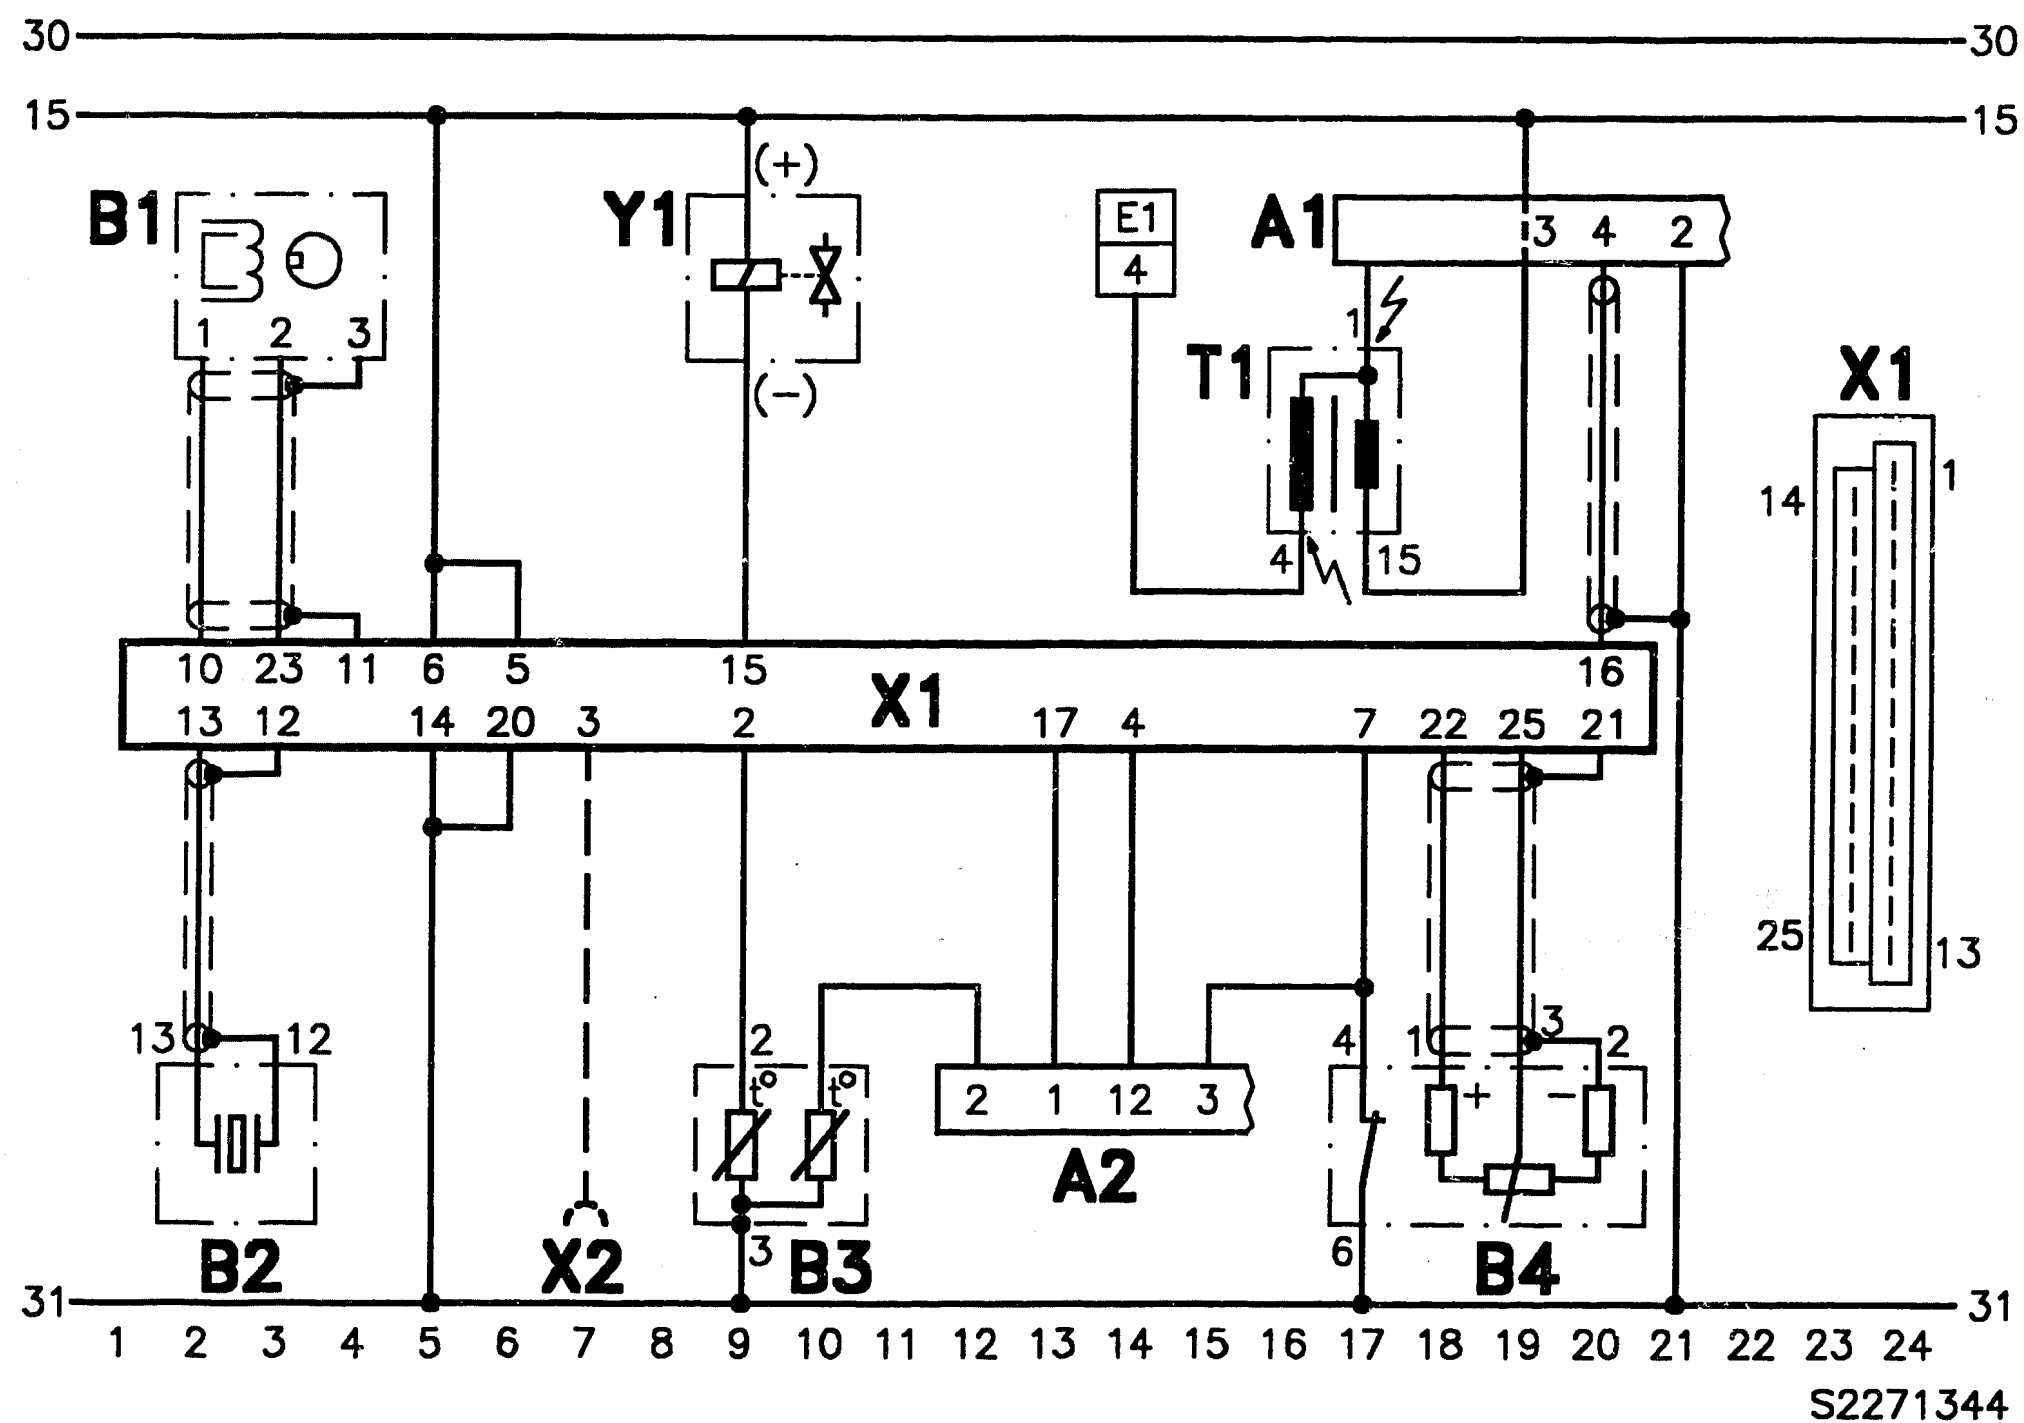 30 30
15 15
(+)
B1 Y1 E1 A1 3 4 2
4
1 2 3 1
(−)
T1 X1
14 1
4 15
10 23 11 6 5 15 X1 16
13 12 14 20 3 2 17 4 7 22 25 21
25 13
13 12 2 4 1 3 2
t° t° 2 1 12 3 + −
A2
B2 X2 3 B3 6 B4
31 31
1 2 3 4 5 6 7 8 9 10 11 12 13 14 15 16 17 18 19 20 21 22 23 24
S2271344